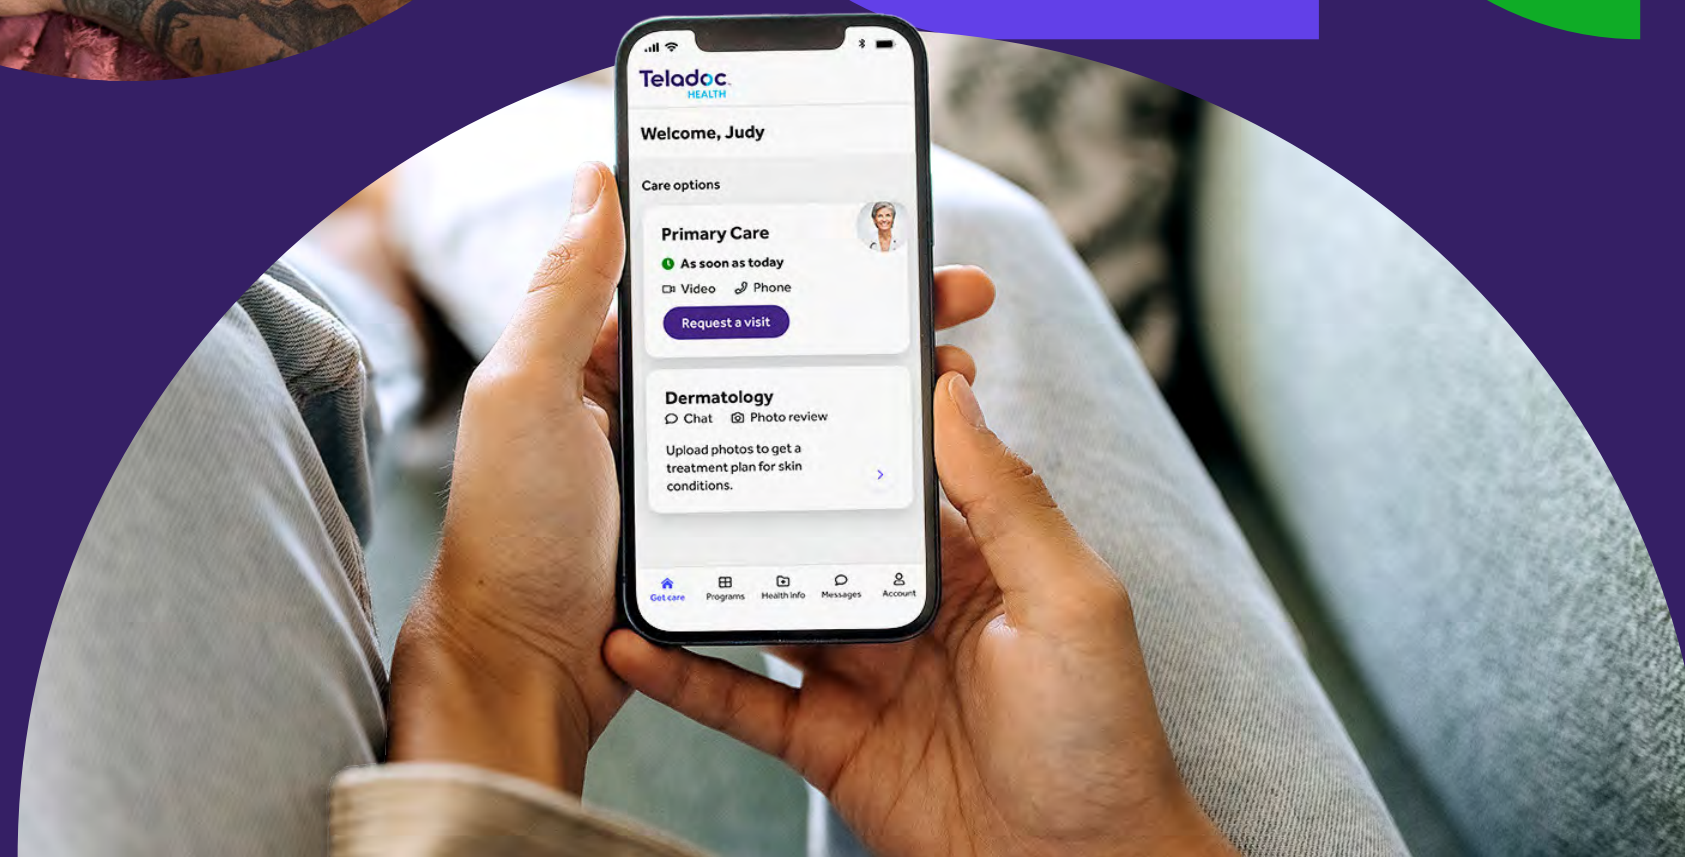 Teladoc
HEALTH
Welcome, Judy
Care options
Primary Care
As soon as today
Video Phone
Request a visit
Dermatology
Chat Photo review
Upload photos to get a
treatment plan for skin
conditions.
Get care Programs Health info Messages Account